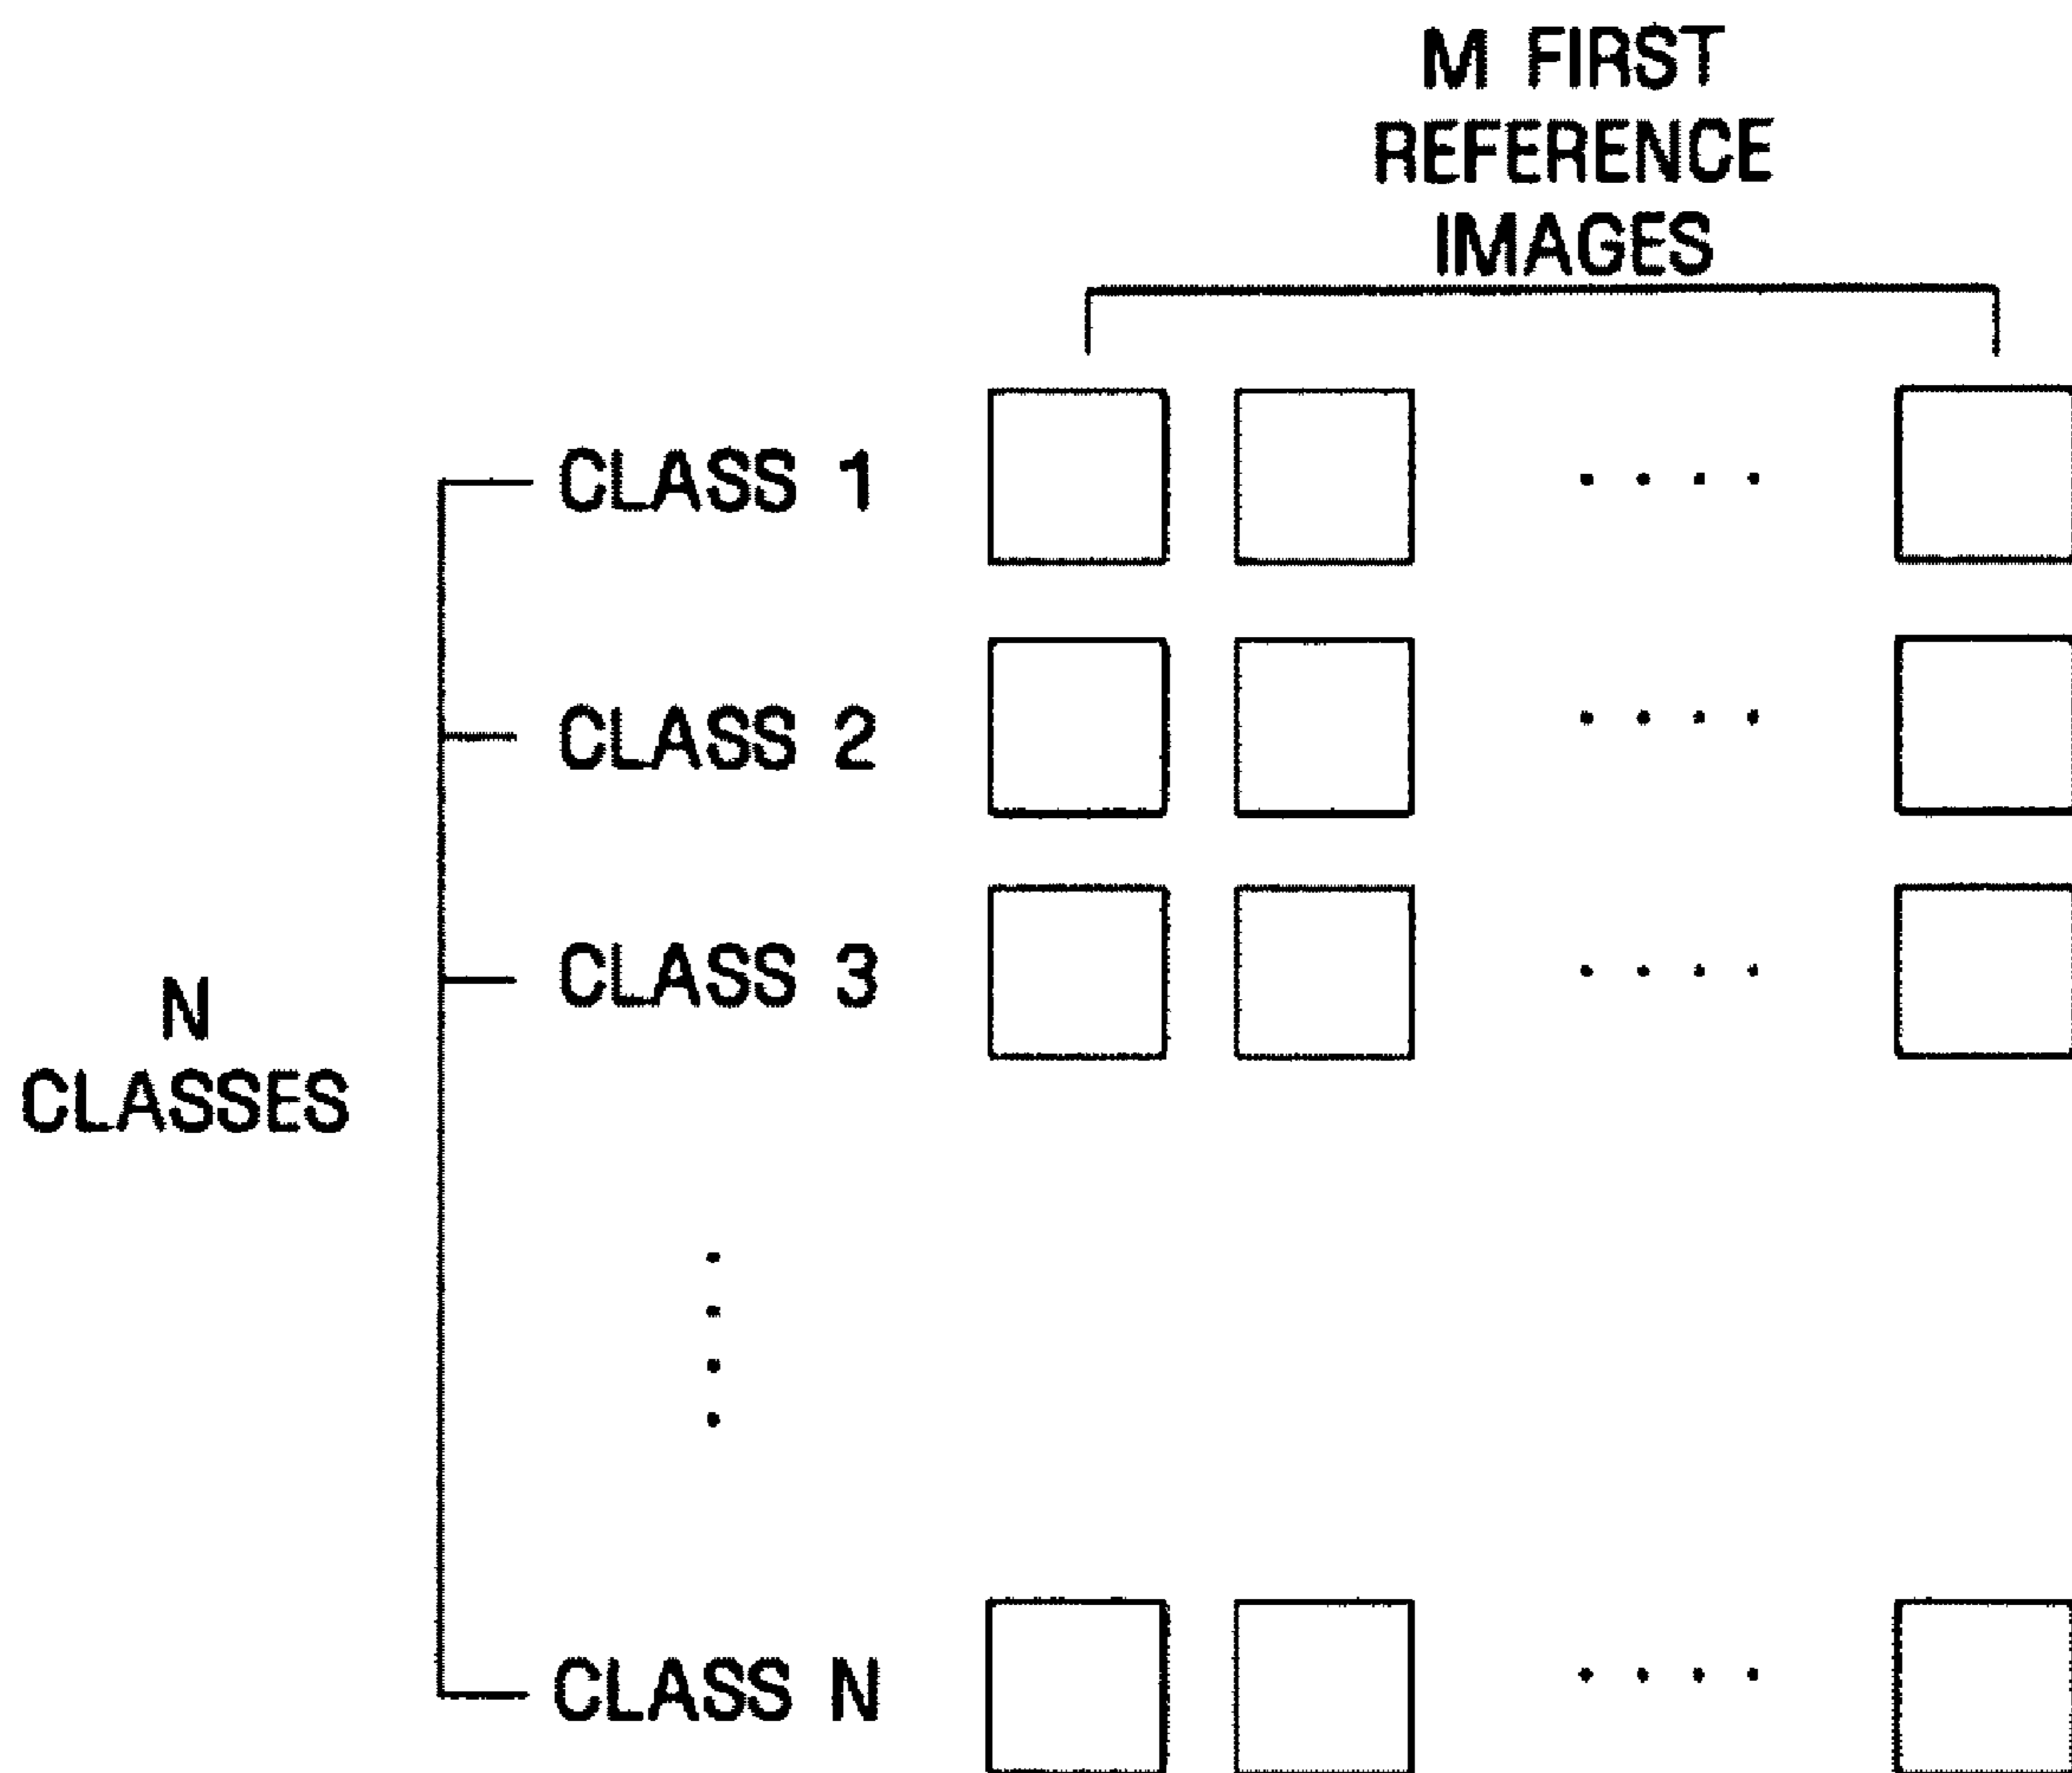 M FIRST
REFERENCE
IMAGES
CLASS 1
CLASS 2
CLASS 3
N
CLASSES
CLASS N